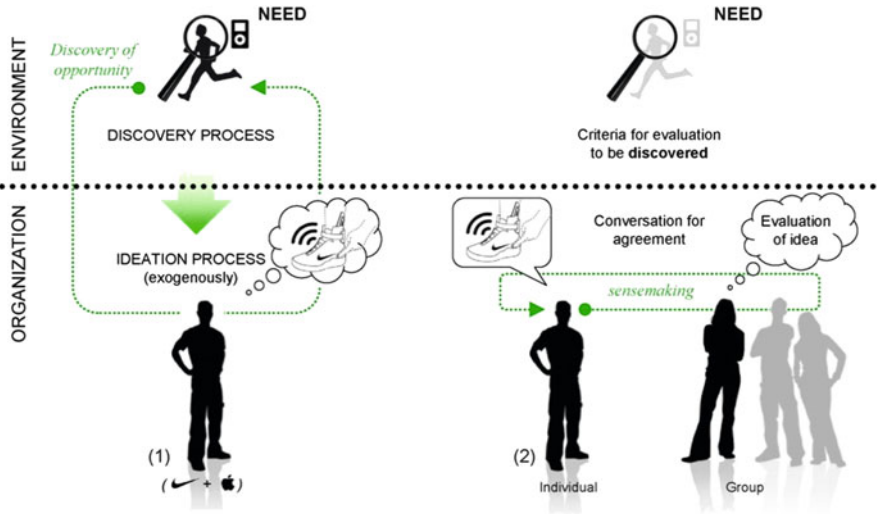 ENVIRONMENT
NEED
Discovery of
opportunity
DISCOVERY PROCESS
NEED
Criteria for evaluation
to be discovered
ORGANIZATION
IDEATION PROCESS
(exogenously)
(1)
( + )
Conversation for
agreement
Evaluation
of idea
sensemaking
(2)
Individual
Group